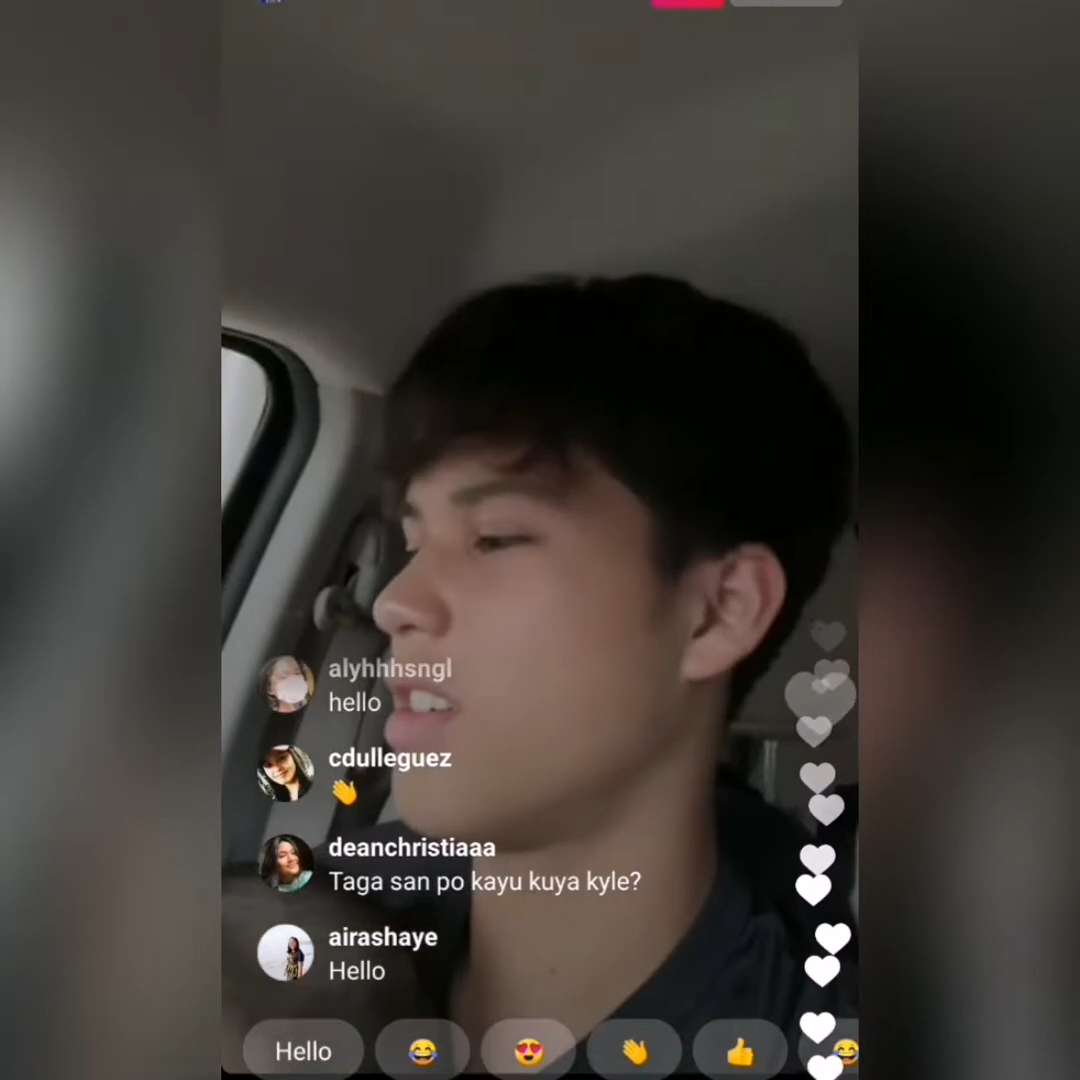 alyhhhsngl
hello
cdulleguez
👋
deanchristiaaa
Taga san po kayu kuya kyle?
airashaye
Hello
Hello 😂 😍 👋 👍 😂